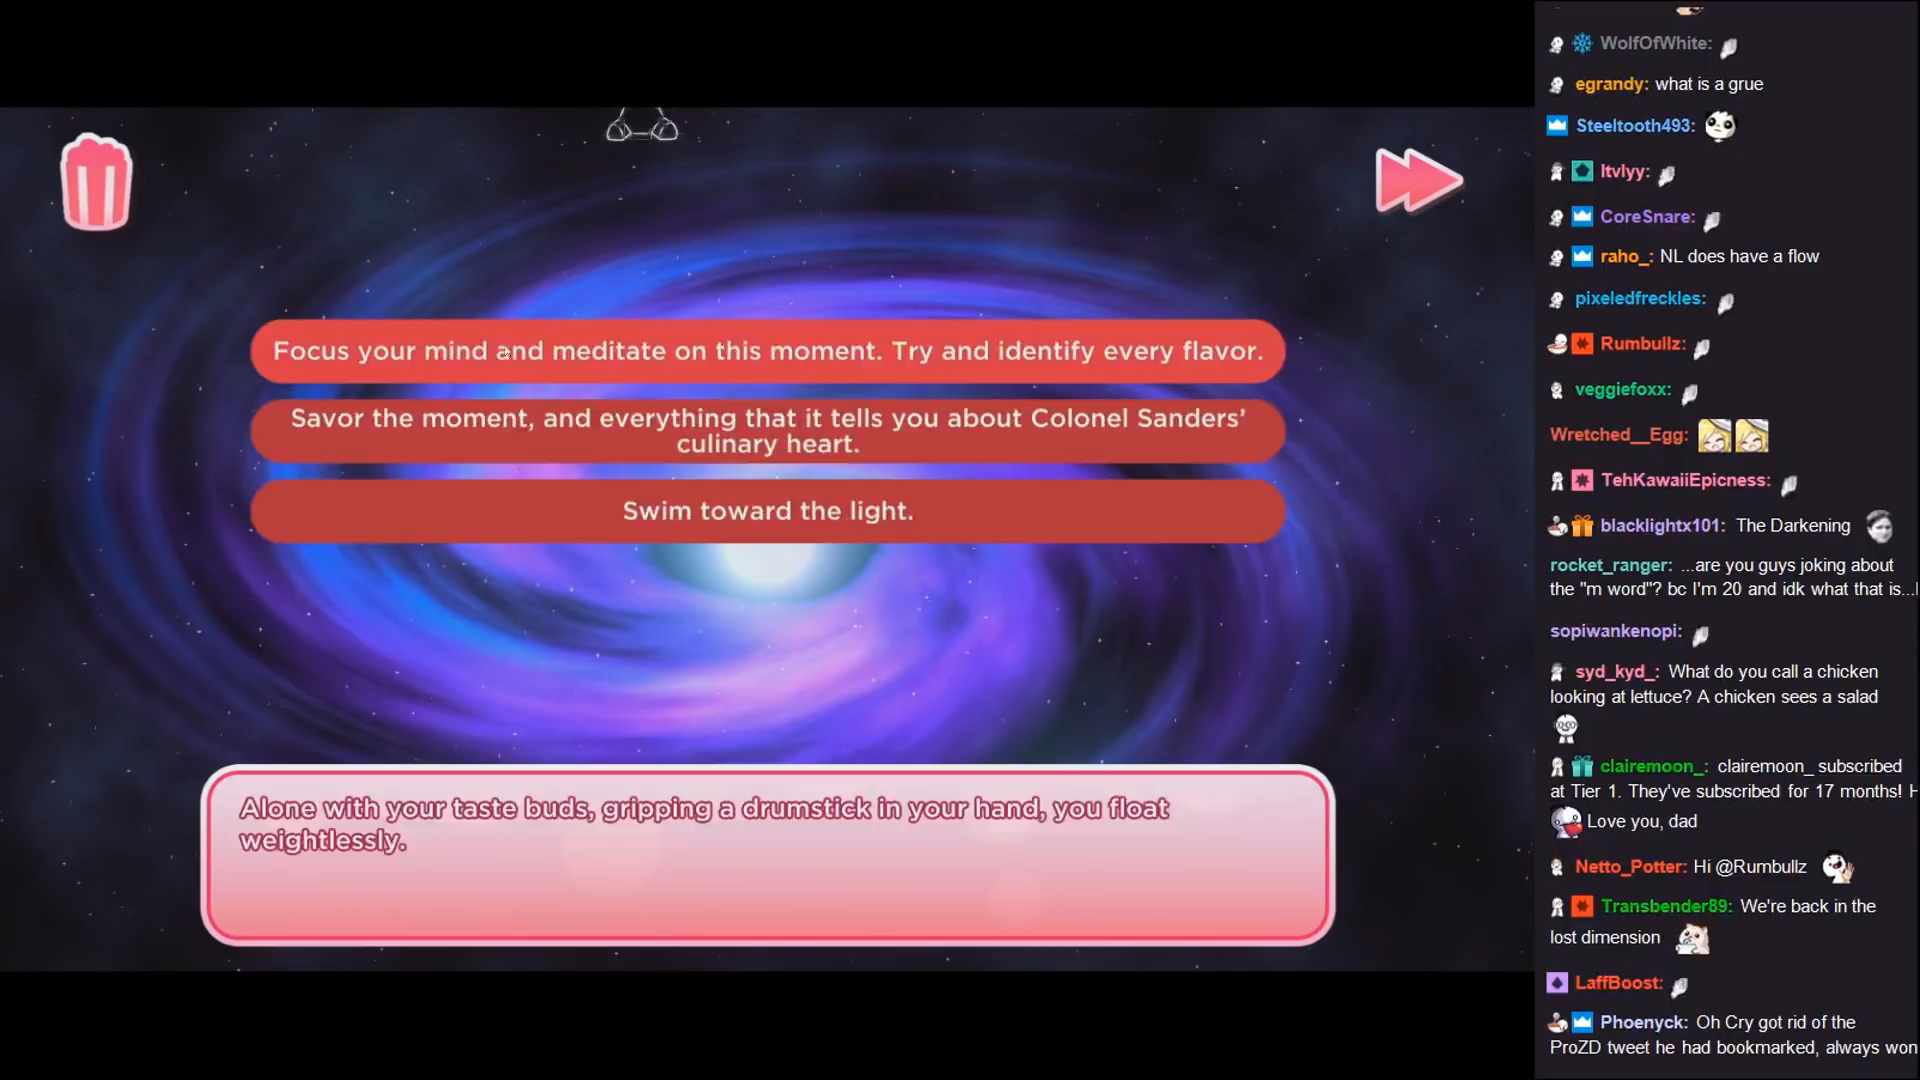 Focus your mind and meditate on this moment. Try and identify every flavor.
Savor the moment, and everything that it tells you about Colonel Sanders’
culinary heart.
Swim toward the light.
Alone with your taste buds, gripping a drumstick in your hand, you float
weightlessly.
WolfOfWhite:
egrandy: what is a grue
Steeltooth493:
ltvlyy:
CoreSnare:
raho_: NL does have a flow
pixeledfreckles:
Rumbullz:
veggiefoxx:
Wretched__Egg:
TehKawaiiEpicness:
blacklightx101: The Darkening
rocket_ranger: ...are you guys joking about
the "m word"? bc I'm 20 and idk what that is...
sopiwankenopi:
syd_kyd_: What do you call a chicken
looking at lettuce? A chicken sees a salad
clairemoon_: clairemoon_ subscribed
at Tier 1. They've subscribed for 17 months!
Love you, dad
Netto_Potter: Hi @Rumbullz
Transbender89: We're back in the
lost dimension
LaffBoost:
Phoenyck: Oh Cry got rid of the
ProZD tweet he had bookmarked, always won